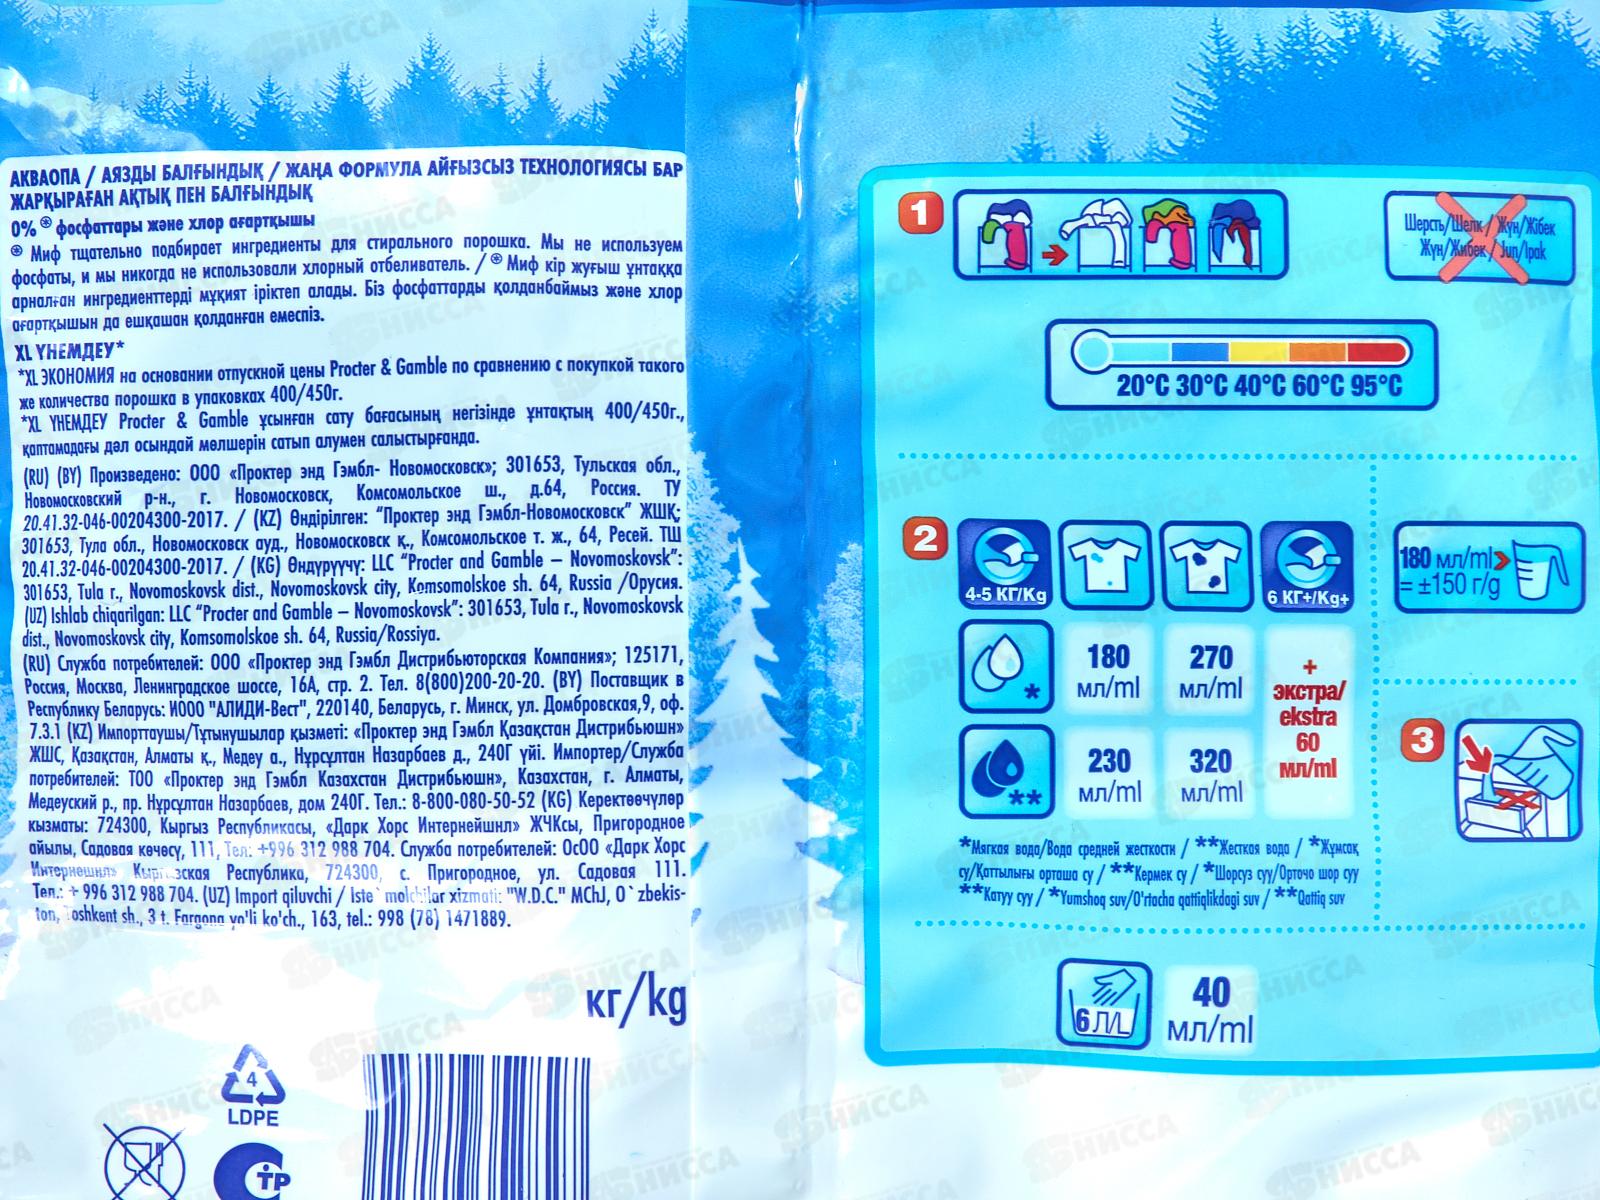 АКВАОПА / АЯЗДЫ БАЛҒЫНДЫҚ / ЖАҢА ФОРМУЛА АЙҒЫЗСЫЗ ТЕХНОЛОГИЯСЫ БАР
ЖАРҚЫРАҒАН АҚТЫҚ ПЕН БАЛҒЫНДЫҚ
0% ⊛ фосфаттары және хлор ағартқышы
⊛ Миф тщательно подбирает ингредиенты для стирального порошка. Мы не используем
фосфаты, и мы никогда не использовали хлорный отбеливатель. / ⊛ Миф кір жуғыш ұнтаққа
арналған ингредиенттерді мұқият іріктеп алады. Біз фосфаттарды қолданбаймыз және хлор
ағартқышын да ешқашан қолданған емеспіз.
XL ҮНЕМДЕУ*
*XL ЭКОНОМИЯ на основании отпускной цены Procter & Gamble по сравнению с покупкой такого
же количества порошка в упаковках 400/450г.
*XL ҮНЕМДЕУ Procter & Gamble ұсынған сату бағасының негізінде ұнтақтың 400/450г.,
қаптамадағы дәл осындай мөлшерін сатып алумен салыстырғанда.
(RU) (BY) Произведено: ООО «Проктер энд Гэмбл- Новомосковск»; 301653, Тульская обл.,
Новомосковский р-н., г. Новомосковск, Комсомольское ш., д.64, Россия. ТУ
20.41.32-046-00204300-2017. / (KZ) Өндірілген: "Проктер энд Гэмбл-Новомосковск" ЖШҚ;
301653, Тула обл., Новомосковск ауд., Новомосковск қ., Комсомольское т. ж., 64, Ресей. ТШ
20.41.32-046-00204300-2017. / (KG) Өндүрүүчү: LLC "Procter and Gamble – Novomoskovsk":
301653, Tula r., Novomoskovsk dist., Novomoskovsk city, Komsomolskoe sh. 64, Russia /Орусия.
(UZ) Ishlab chiqarilgan: LLC "Procter and Gamble – Novomoskovsk": 301653, Tula r., Novomoskovsk
dist., Novomoskovsk city, Komsomolskoe sh. 64, Russia/Rossiya.
(RU) Служба потребителей: ООО «Проктер энд Гэмбл Дистрибьюторская Компания»; 125171,
Россия, Москва, Ленинградское шоссе, 16А, стр. 2. Тел. 8(800)200-20-20. (BY) Поставщик в
Республику Беларусь: ИООО "АЛИДИ-Вест", 220140, Беларусь, г. Минск, ул. Домбровская,9, оф.
7.3.1 (KZ) Импорттаушы/Тұтынушылар қызметі: «Проктер энд Гэмбл Қазақстан Дистрибьюшн»
ЖШС, Қазақстан, Алматы қ., Медеу а., Нұрсұлтан Назарбаев д., 240Г үйі. Импортер/Служба
потребителей: ТОО «Проктер энд Гэмбл Казахстан Дистрибьюшн», Казахстан, г. Алматы,
Медеуский р., пр. Нұрсұлтан Назарбаев, дом 240Г. Тел.: 8-800-080-50-52 (KG) Керектөөчүлөр
кызматы: 724300, Кыргыз Республикасы, «Дарк Хорс Интернейшнл» ЖЧКсы, Пригородное
айылы, Садовая көчөсү, 111, Тел: +996 312 988 704. Служба потребителей: ОсОО «Дарк Хорс
Интернешнл» Кыргызская Республика, 724300, с. Пригородное, ул. Садовая 111.
Тел.: + 996 312 988 704. (UZ) Import qiluvchi / Iste`molchilar xizmati: "W.D.C." MChJ, O`zbekis-
ton, Toshkent sh., 3 t. Fargona yo'li ko'ch., 163, tel.: 998 (78) 1471889.
кг/kg
4
LDPE
ТР
1
Шерсть/Шелк / Жүн/Жібек
Жүн/Жибек / Jun/Ipak
20°C 30°C 40°C 60°C 95°C
2
4-5 КГ/Kg
6 КГ+/Kg+
180 мл/ml
= ±150 г/g
*
180 мл/ml
270 мл/ml
+ экстра/ ekstra 60 мл/ml
**
230 мл/ml
320 мл/ml
3
*Мягкая вода/Вода средней жесткости / **Жесткая вода / *Жұмсақ
су/Қаттылығы орташа су / **Кермек су / *Шорсуз суу/Орточо шор суу
**Катуу суу / *Yumshoq suv/O'rtacha qattiqlikdagi suv / **Qattiq suv
6 Л/L
40 мл/ml
НИССА